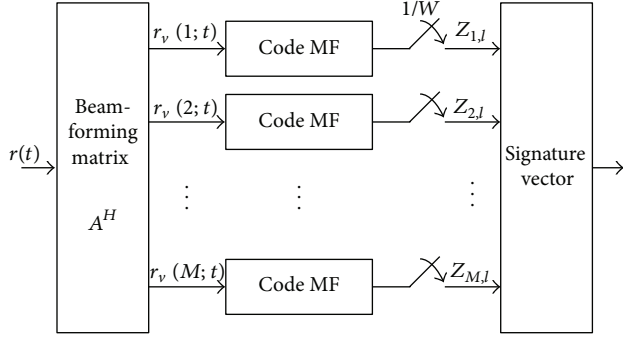 1/W
r_v (1; t)
Code MF
Z_{1,l}
Beam-
forming
matrix
A^H
r_v (2; t)
Code MF
Z_{2,l}
r(t)
Signature
vector
r_v (M; t)
Code MF
Z_{M,l}